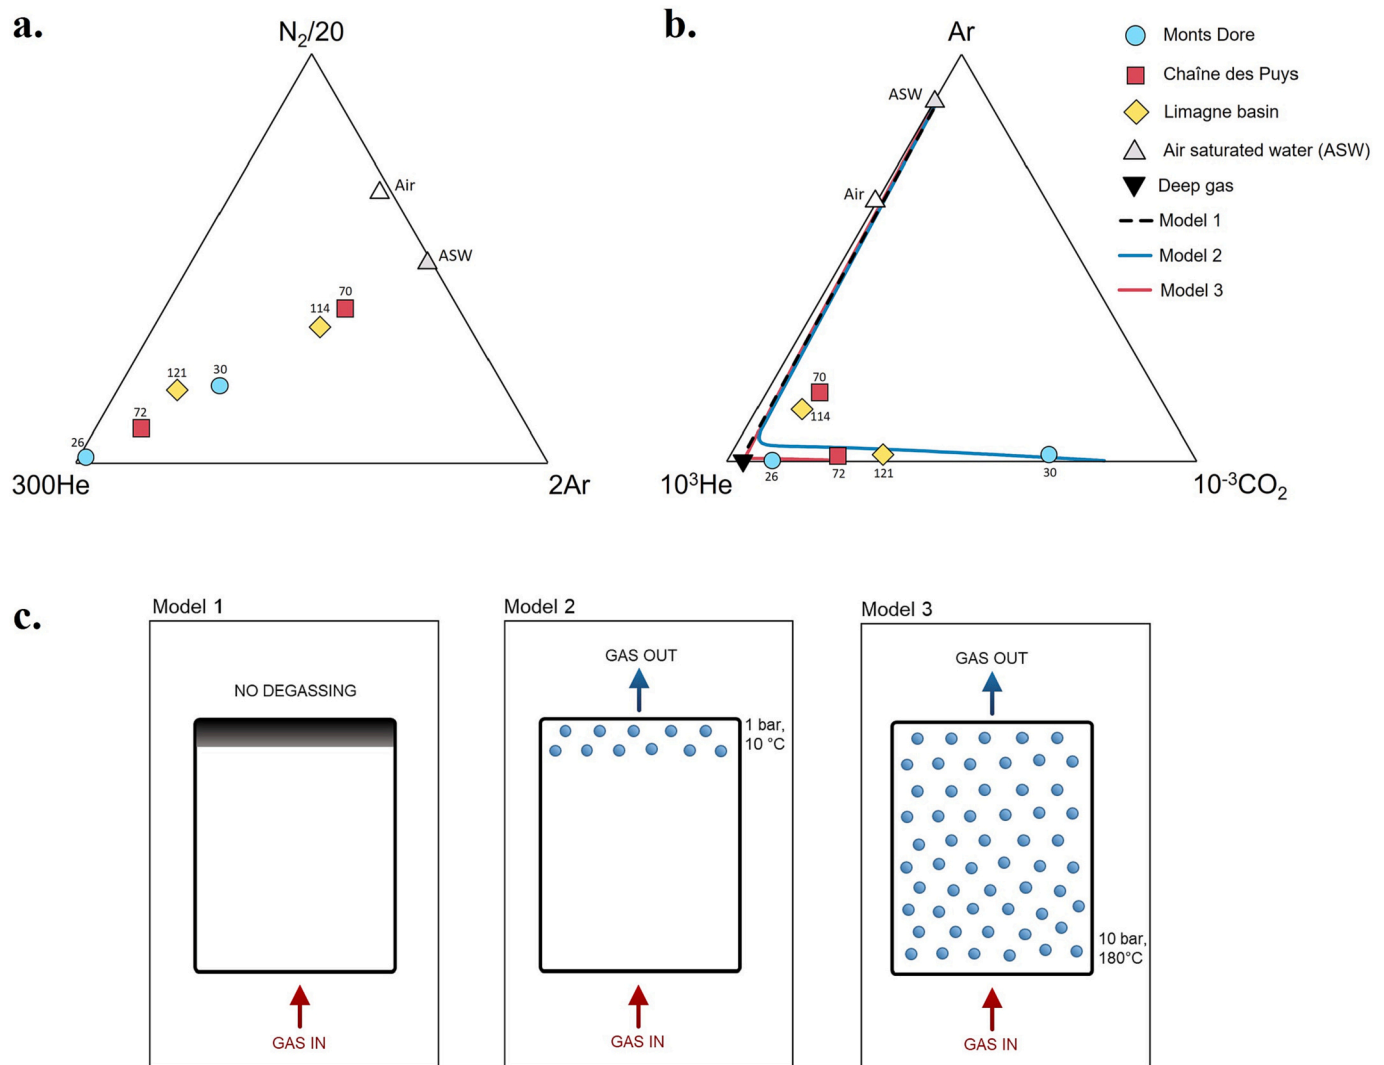 a.
N₂/20
Air
ASW
70
114
121
30
72
26
300He
2Ar
b.
Ar
ASW
Air
70
114
26
72
121
30
10³He
10⁻³CO₂
Monts Dore
Chaîne des Puys
Limagne basin
Air saturated water (ASW)
Deep gas
Model 1
Model 2
Model 3
c.
Model 1
NO DEGASSING
GAS IN
Model 2
GAS OUT
1 bar,
10 °C
GAS IN
Model 3
GAS OUT
10 bar,
180°C
GAS IN